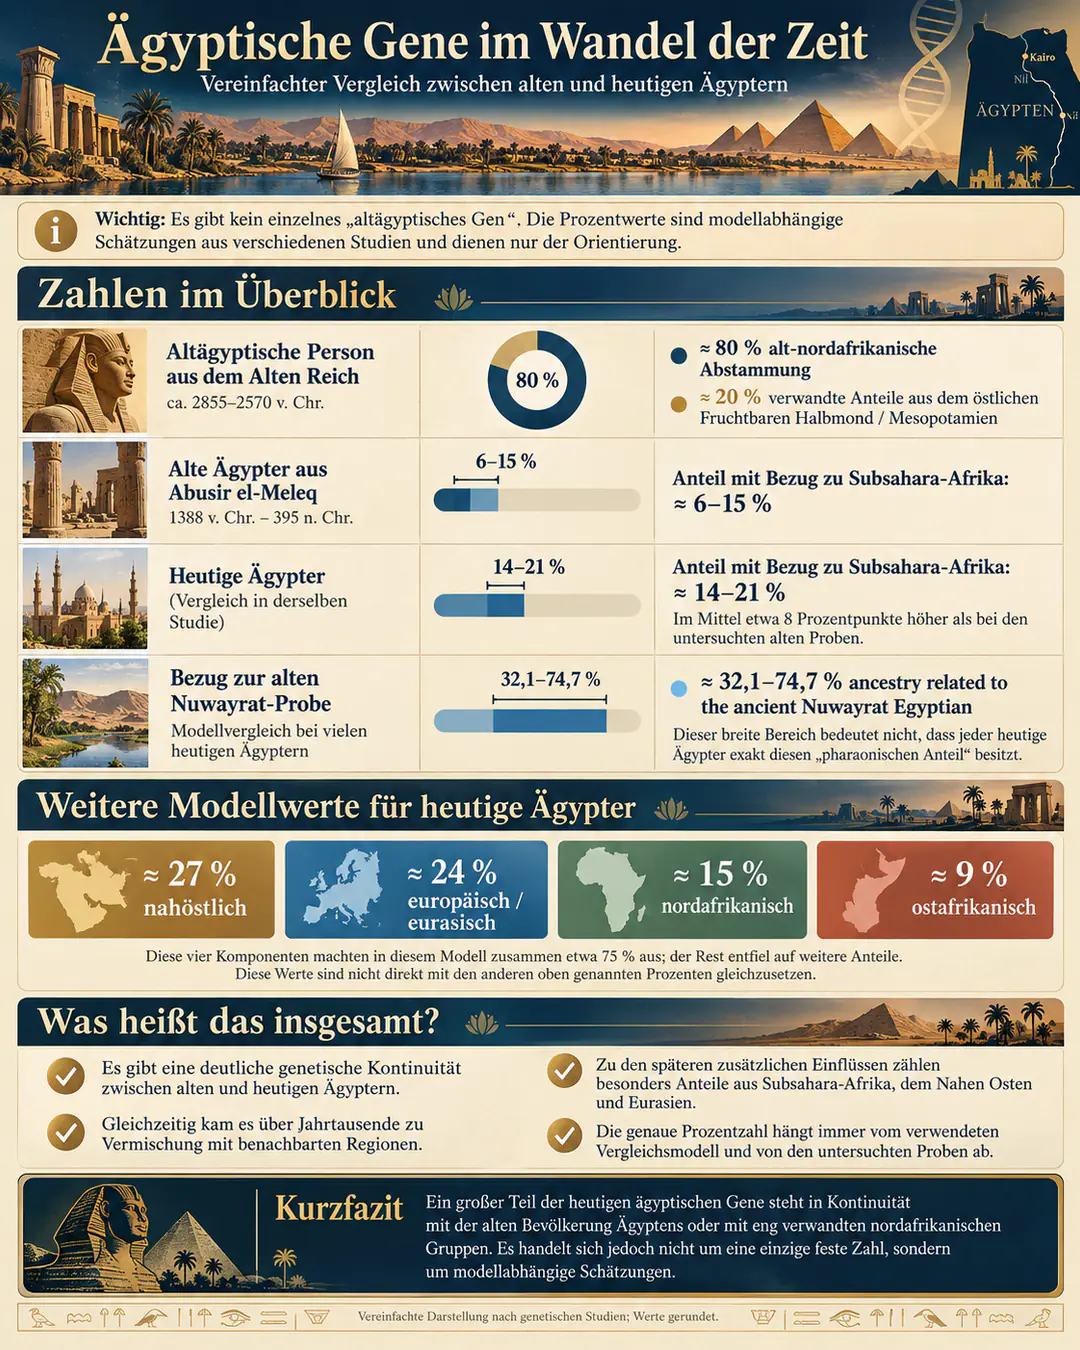 Ägyptische Gene im Wandel der Zeit
Vereinfachter Vergleich zwischen alten und heutigen Ägyptern
Kairo
Nil
ÄGYPTEN
Nil
Wichtig: Es gibt kein einzelnes „altägyptisches Gen“. Die Prozentwerte sind modellabhängige
Schätzungen aus verschiedenen Studien und dienen nur der Orientierung.
Zahlen im Überblick
Altägyptische Person
aus dem Alten Reich
ca. 2855–2570 v. Chr.
80 %
≈ 80 % alt-nordafrikanische
Abstammung
≈ 20 % verwandte Anteile aus dem östlichen
Fruchtbaren Halbmond / Mesopotamien
Alte Ägypter aus
Abusir el-Meleq
1388 v. Chr. – 395 n. Chr.
6–15 %
Anteil mit Bezug zu Subsahara-Afrika:
≈ 6–15 %
Heutige Ägypter
(Vergleich in derselben
Studie)
14–21 %
Anteil mit Bezug zu Subsahara-Afrika:
≈ 14–21 %
Im Mittel etwa 8 Prozentpunkte höher als bei den
untersuchten alten Proben.
Bezug zur alten
Nuwayrat-Probe
Modellvergleich bei vielen
heutigen Ägyptern
32,1–74,7 %
≈ 32,1–74,7 % ancestry related to
the ancient Nuwayrat Egyptian
Dieser breite Bereich bedeutet nicht, dass jeder heutige
Ägypter exakt diesen „pharaonischen Anteil“ besitzt.
Weitere Modellwerte für heutige Ägypter
≈ 27 %
nahöstlich
≈ 24 %
europäisch /
eurasisch
≈ 15 %
nordafrikanisch
≈ 9 %
ostafrikanisch
Diese vier Komponenten machten in diesem Modell zusammen etwa 75 % aus; der Rest entfiel auf weitere Anteile.
Diese Werte sind nicht direkt mit den anderen oben genannten Prozenten gleichzusetzen.
Was heißt das insgesamt?
Es gibt eine deutliche genetische Kontinuität
zwischen alten und heutigen Ägyptern.
Gleichzeitig kam es über Jahrtausende zu
Vermischung mit benachbarten Regionen.
Zu den späteren zusätzlichen Einflüssen zählen
besonders Anteile aus Subsahara-Afrika, dem Nahen Osten
und Eurasien.
Die genaue Prozentzahl hängt immer vom verwendeten
Vergleichsmodell und von den untersuchten Proben ab.
Kurzfazit
Ein großer Teil der heutigen ägyptischen Gene steht in Kontinuität
mit der alten Bevölkerung Ägyptens oder mit eng verwandten nordafrikanischen
Gruppen. Es handelt sich jedoch nicht um eine einzige feste Zahl, sondern
um modellabhängige Schätzungen.
Vereinfachte Darstellung nach genetischen Studien; Werte gerundet.